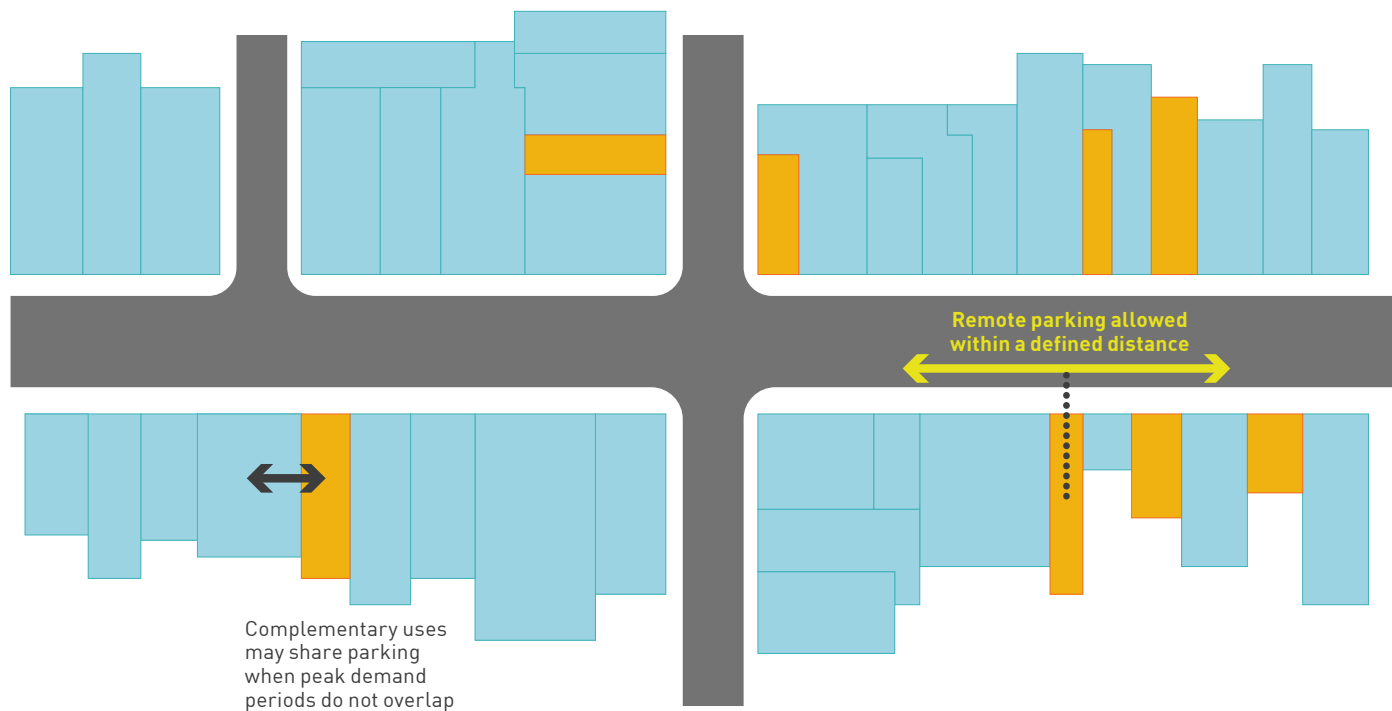 Remote parking allowed
within a defined distance
Complementary uses
may share parking
when peak demand
periods do not overlap